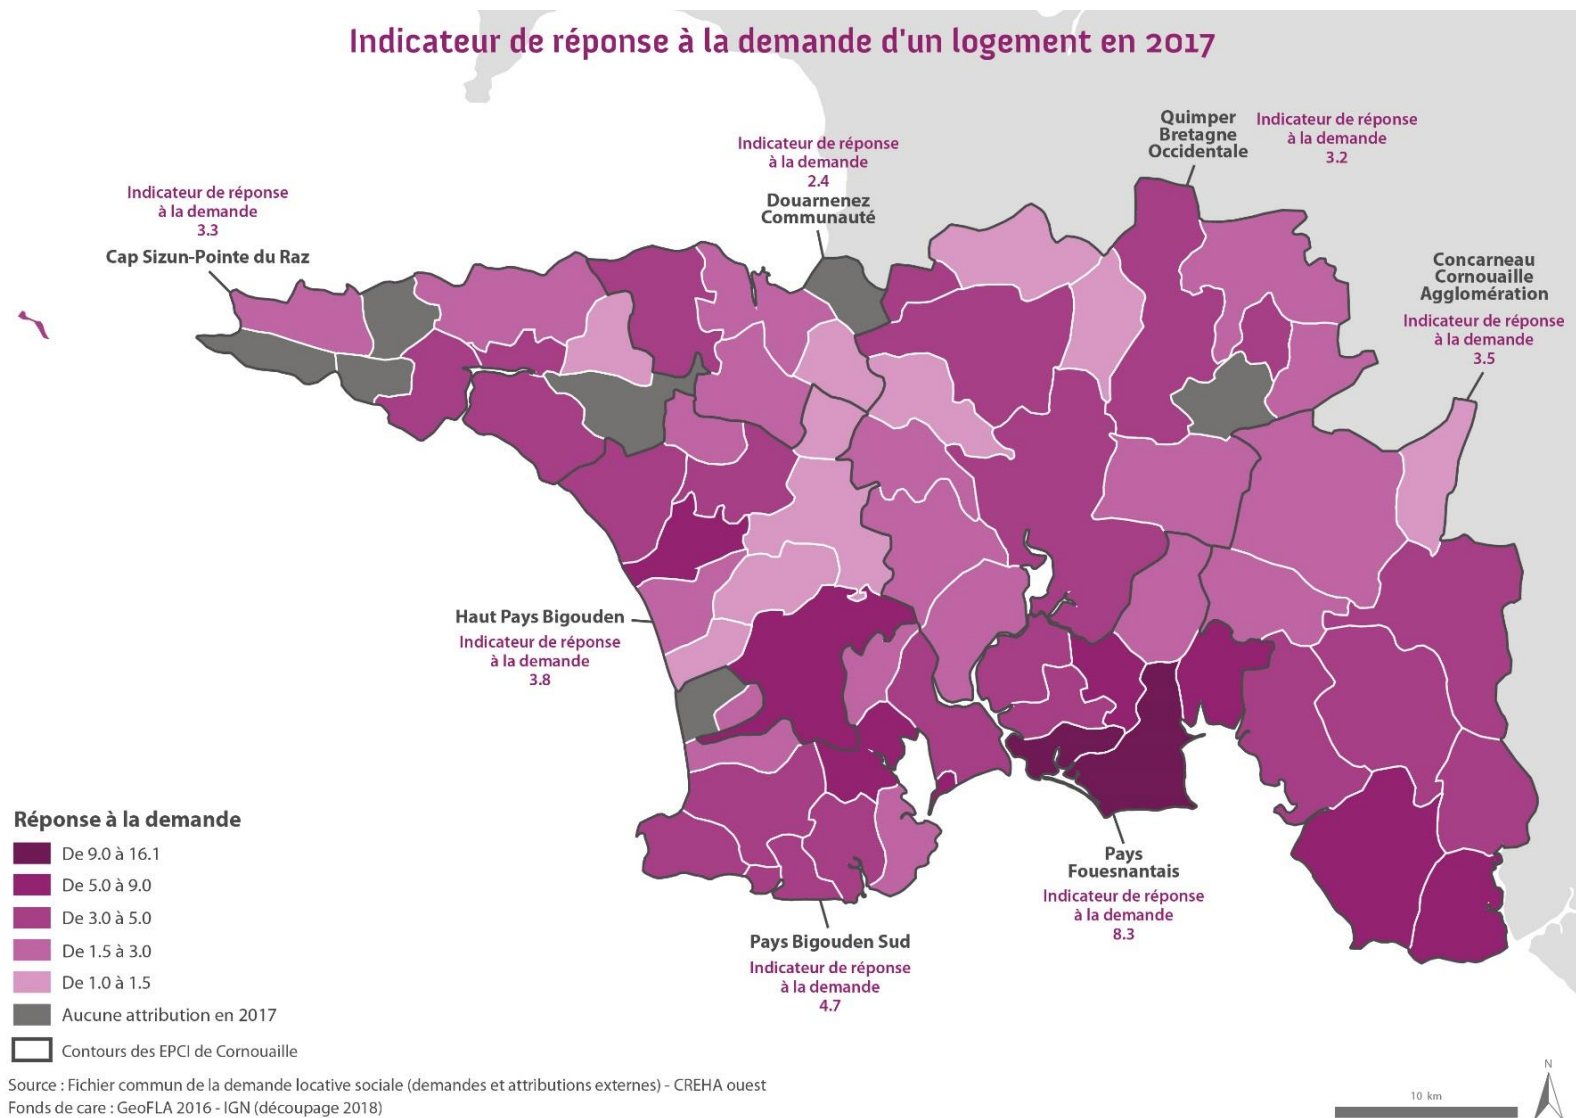 Indicateur de réponse à la demande d'un logement en 2017
Quimper
Bretagne
Occidentale
Indicateur de réponse
à la demande
3.2
Indicateur de réponse
à la demande
2.4
Douarnenez
Communauté
Indicateur de réponse
à la demande
3.3
Cap Sizun-Pointe du Raz
Concarneau
Cornouaille
Agglomération
Indicateur de réponse
à la demande
3.5
Haut Pays Bigouden
Indicateur de réponse
à la demande
3.8
Pays
Fouesnantais
Indicateur de réponse
à la demande
8.3
Pays Bigouden Sud
Indicateur de réponse
à la demande
4.7
Réponse à la demande
De 9.0 à 16.1
De 5.0 à 9.0
De 3.0 à 5.0
De 1.5 à 3.0
De 1.0 à 1.5
Aucune attribution en 2017
Contours des EPCI de Cornouaille
Source : Fichier commun de la demande locative sociale (demandes et attributions externes) - CREHA ouest
Fonds de care : GeoFLA 2016 - IGN (découpage 2018)
10 km
N